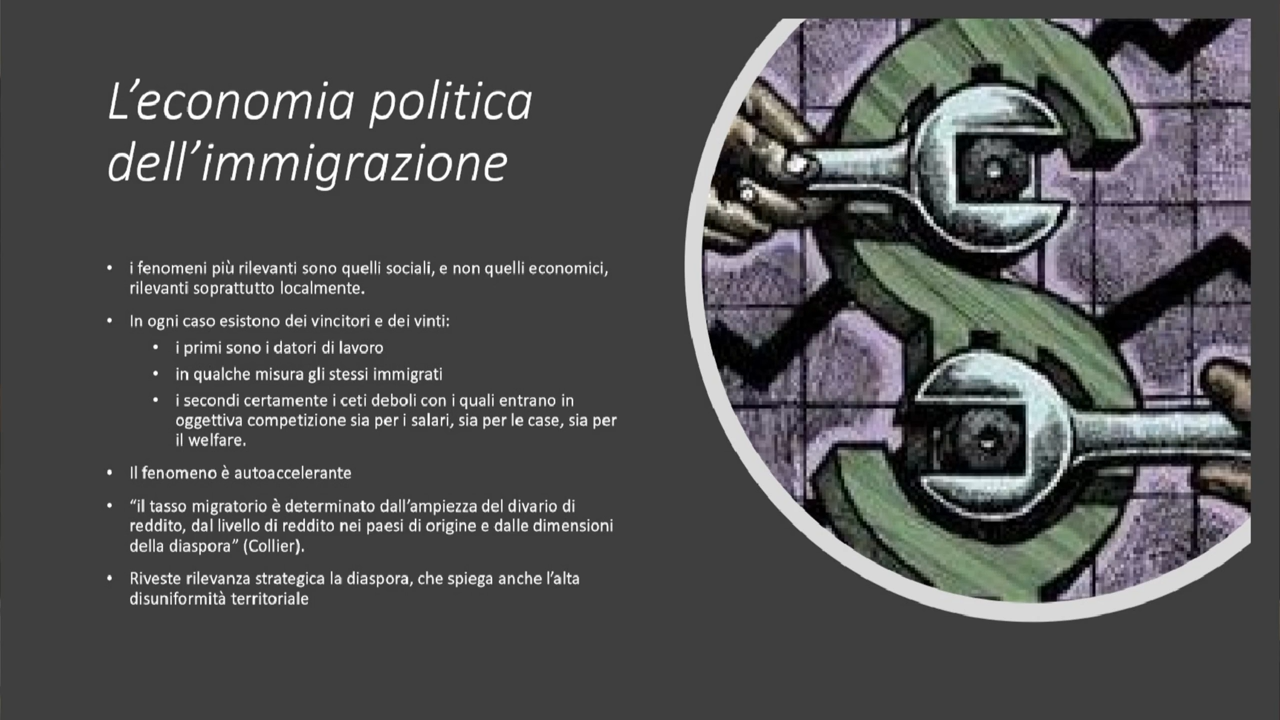 L’economia politica
dell’immigrazione
• i fenomeni più rilevanti sono quelli sociali, e non quelli economici,
rilevanti soprattutto localmente.
• In ogni caso esistono dei vincitori e dei vinti:
• i primi sono i datori di lavoro
• in qualche misura gli stessi immigrati
• i secondi certamente i ceti deboli con i quali entrano in
oggettiva competizione sia per i salari, sia per le case, sia per
il welfare.
• Il fenomeno è autoaccelerante
• “il tasso migratorio è determinato dall’ampiezza del divario di
reddito, dal livello di reddito nei paesi di origine e dalle dimensioni
della diaspora” (Collier).
• Riveste rilevanza strategica la diaspora, che spiega anche l’alta
disuniformità territoriale